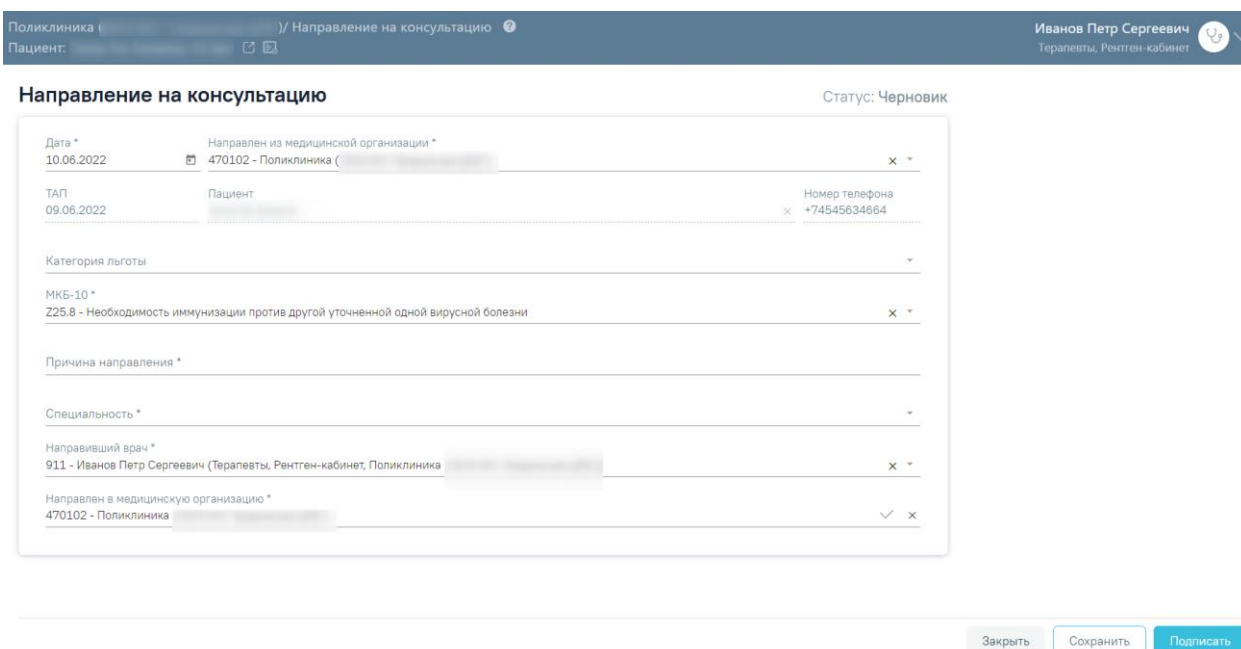 Поликлиника ( )/ Направление на консультацию ?
Иванов Петр Сергеевич
Пациент:
Терапевты, Рентген-кабинет
Направление на консультацию
Статус: Черновик
Дата *
Направлен из медицинской организации *
10.06.2022
470102 - Поликлиника (
ТАП
Пациент
Номер телефона
09.06.2022
+74545634664
Категория льготы
МКБ-10 *
Z25.8 - Необходимость иммунизации против другой уточненной одной вирусной болезни
Причина направления *
Специальность *
Направивший врач *
911 - Иванов Петр Сергеевич (Терапевты, Рентген-кабинет, Поликлиника
Направлен в медицинскую организацию *
470102 - Поликлиника
Закрыть
Сохранить
Подписать